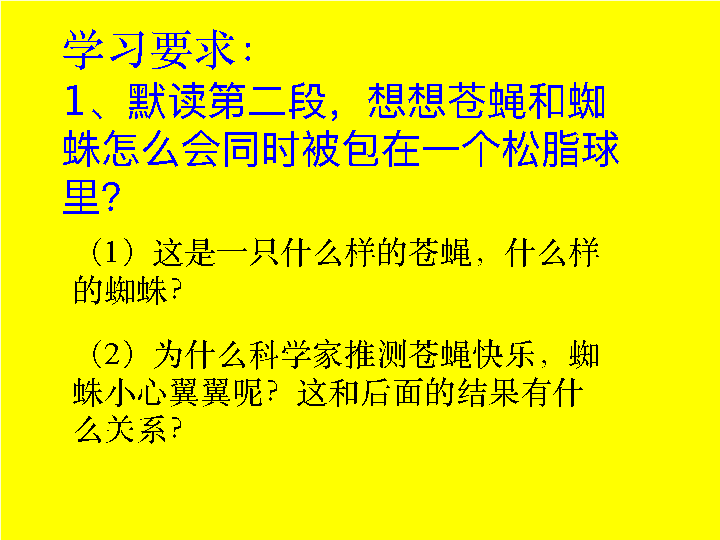 学习要求：
1、默读第二段，想想苍蝇和蜘
蛛怎么会同时被包在一个松脂球
里？
（1）这是一只什么样的苍蝇，什么样
的蜘蛛？
（2）为什么科学家推测苍蝇快乐，蜘
蛛小心翼翼呢？这和后面的结果有什
么关系？